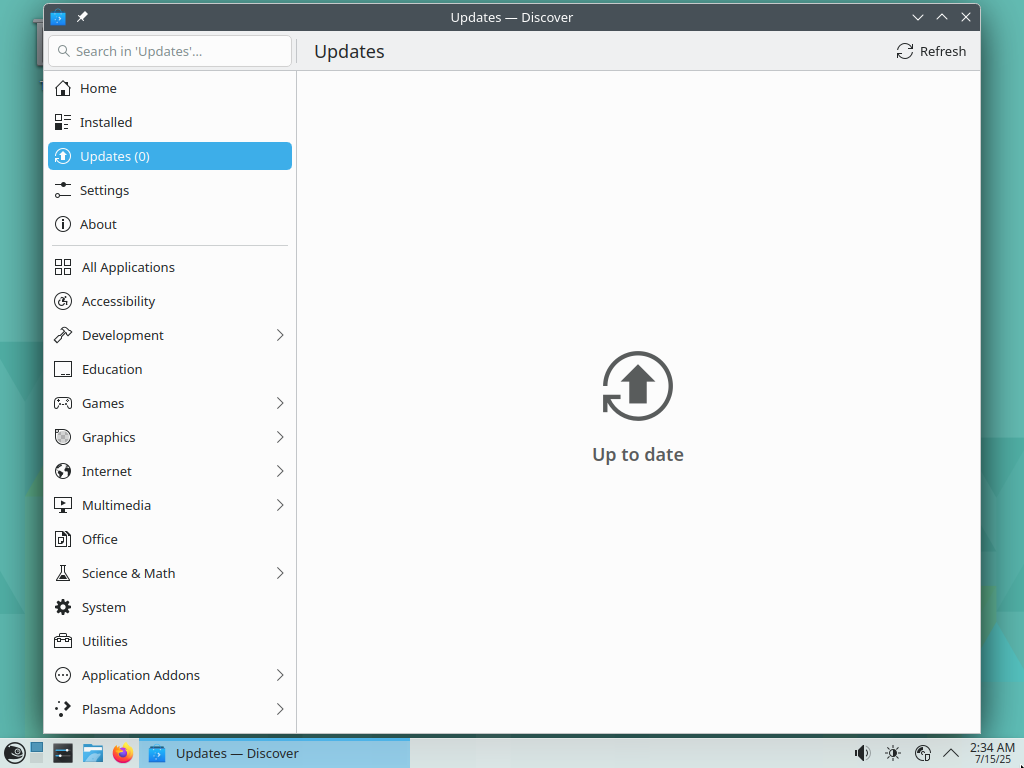 Updates — Discover
Search in 'Updates'...
Updates
Refresh
Home
Installed
Updates (0)
Settings
About
All Applications
Accessibility
Development
Education
Games
Graphics
Internet
Multimedia
Office
Science & Math
System
Utilities
Application Addons
Plasma Addons
Up to date
Updates — Discover
2:34 AM
7/15/25